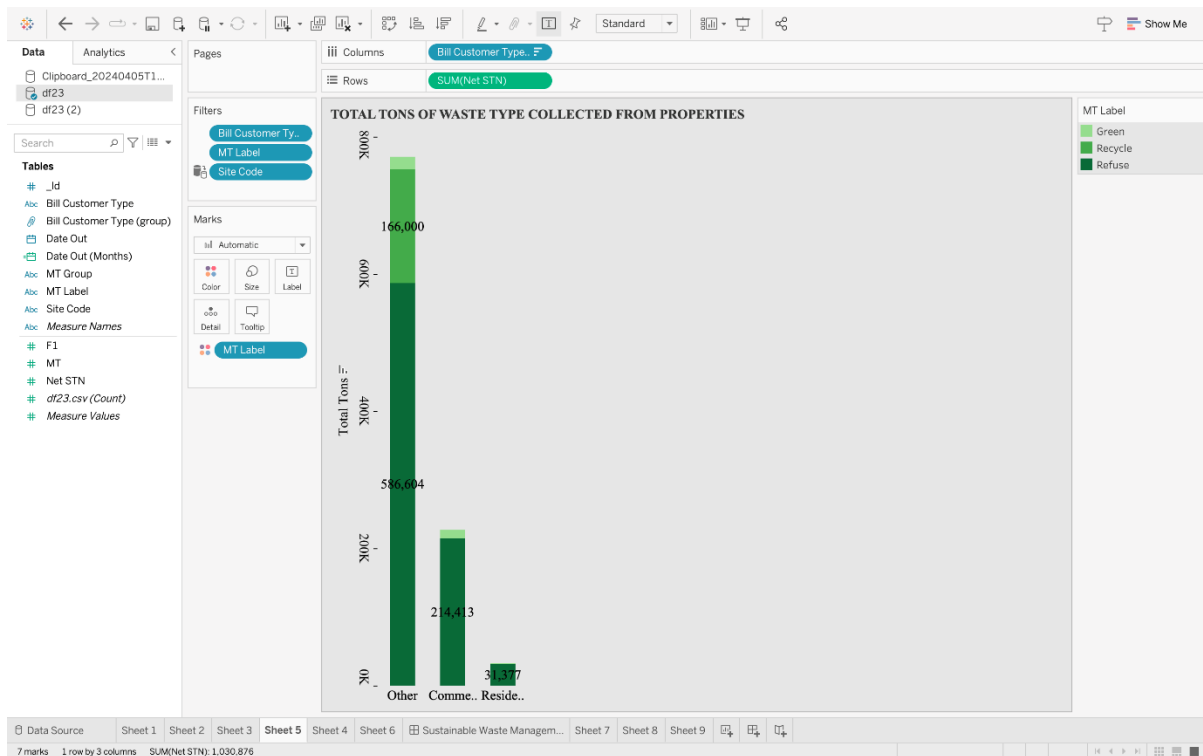 Standard
Show Me
Data
Analytics
Clipboard_20240405T1...
df23
df23 (2)
Search
Tables
# _Id
Abc Bill Customer Type
Bill Customer Type (group)
Date Out
Date Out (Months)
Abc MT Group
Abc MT Label
Abc Site Code
Abc Measure Names
# F1
# MT
# Net STN
# df23.csv (Count)
# Measure Values
Pages
Filters
Bill Customer Ty..
MT Label
Site Code
Marks
Automatic
Color
Size
T
Label
Detail
Tooltip
MT Label
Columns
Bill Customer Type..
Rows
SUM(Net STN)
TOTAL TONS OF WASTE TYPE COLLECTED FROM PROPERTIES
800K
600K
400K
200K
0K
Total Tons
166,000
586,604
214,413
31,377
Other
Comme..
Reside..
MT Label
Green
Recycle
Refuse
Data Source
Sheet 1
Sheet 2
Sheet 3
Sheet 5
Sheet 4
Sheet 6
Sustainable Waste Managem...
Sheet 7
Sheet 8
Sheet 9
7 marks 1 row by 3 columns SUM(Net STN): 1,030,876